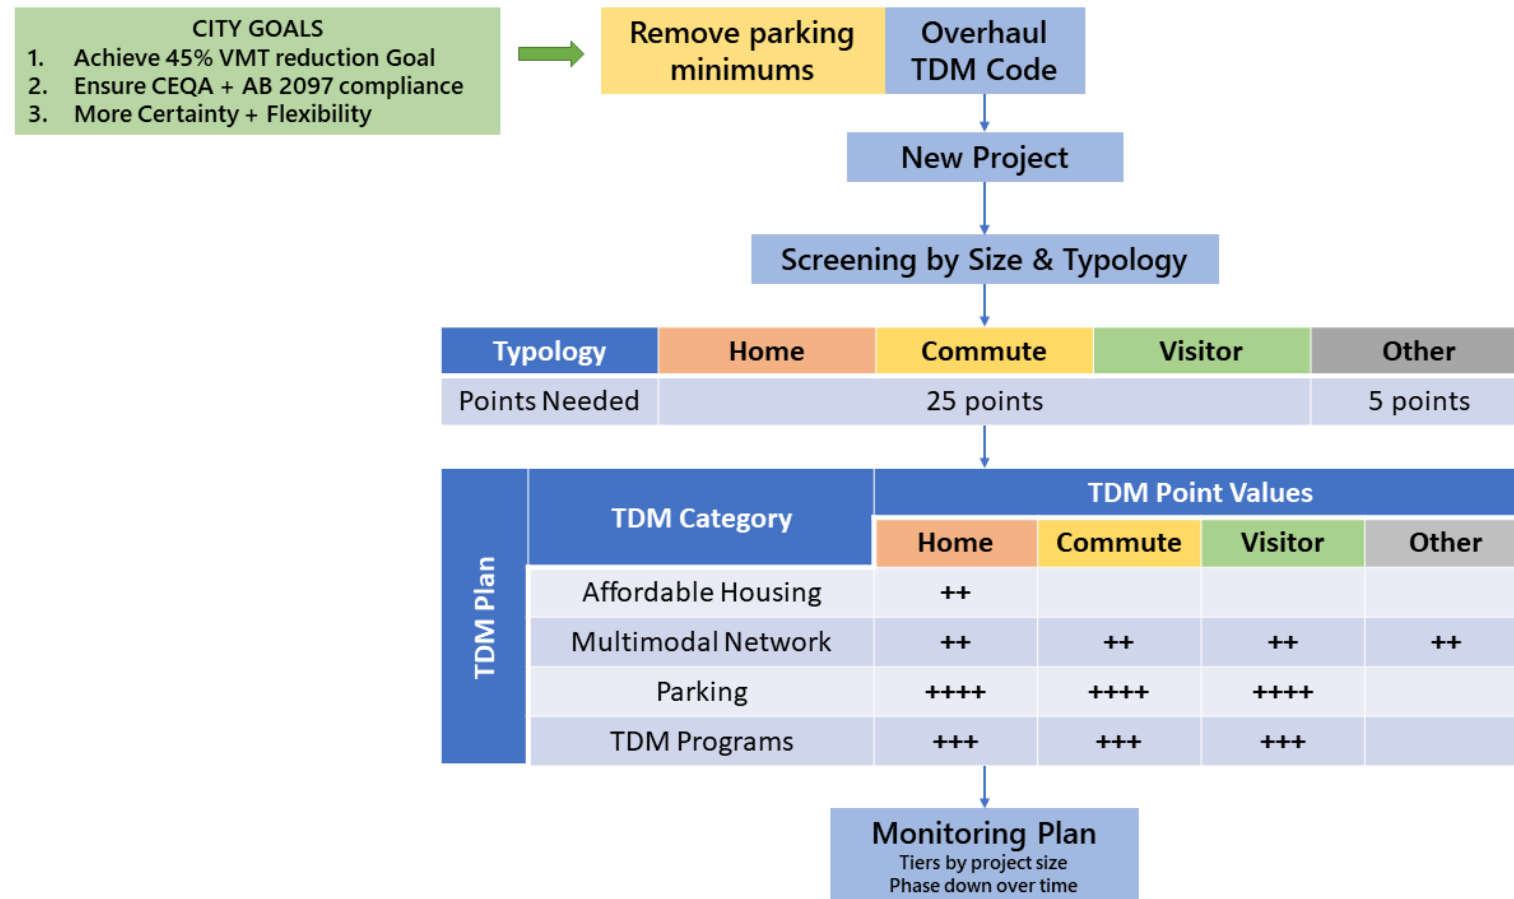 CITY GOALS
1. Achieve 45% VMT reduction Goal
2. Ensure CEQA + AB 2097 compliance
3. More Certainty + Flexibility
Remove parking
minimums
Overhaul
TDM Code
New Project
Screening by Size & Typology
Typology Home Commute Visitor Other
Points Needed 25 points 5 points
TDM Plan
TDM Category
TDM Point Values
Home Commute Visitor Other
Affordable Housing ++
Multimodal Network ++ ++ ++ ++
Parking ++++ ++++ ++++
TDM Programs +++ +++ +++
Monitoring Plan
Tiers by project size
Phase down over time